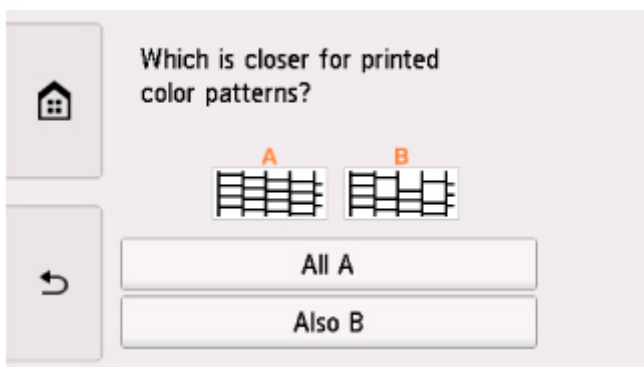 Which is closer for printed
color patterns?
A B
All A
Also B